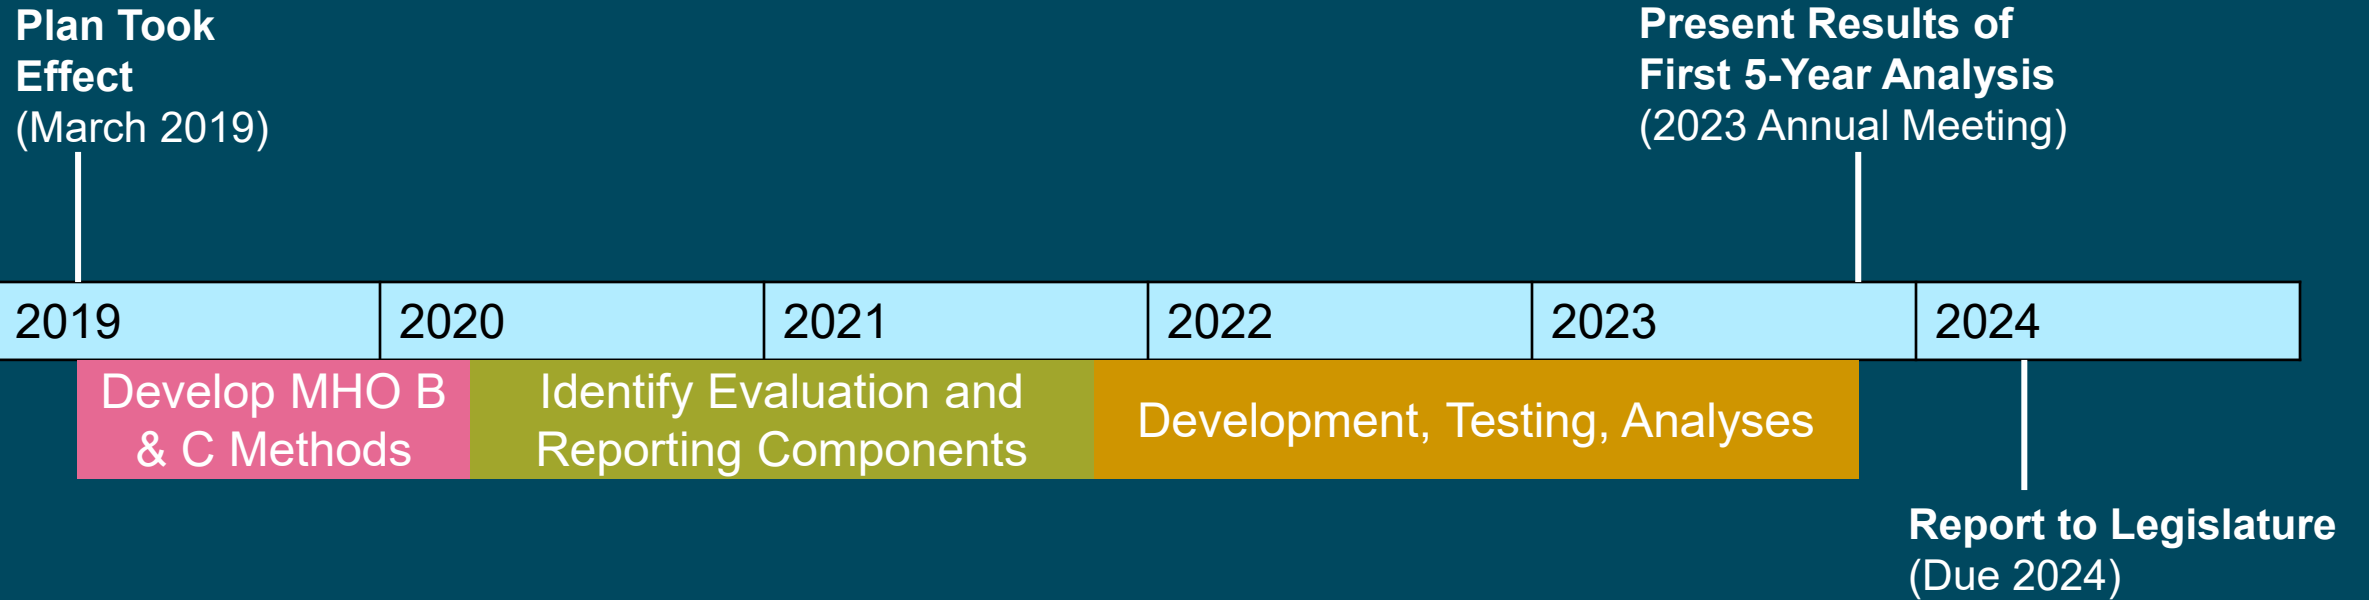 Plan Took
Effect
(March 2019)
Present Results of
First 5-Year Analysis
(2023 Annual Meeting)
2019
2020
2021
2022
2023
2024
Develop MHO B
& C Methods
Identify Evaluation and
Reporting Components
Development, Testing, Analyses
Report to Legislature
(Due 2024)